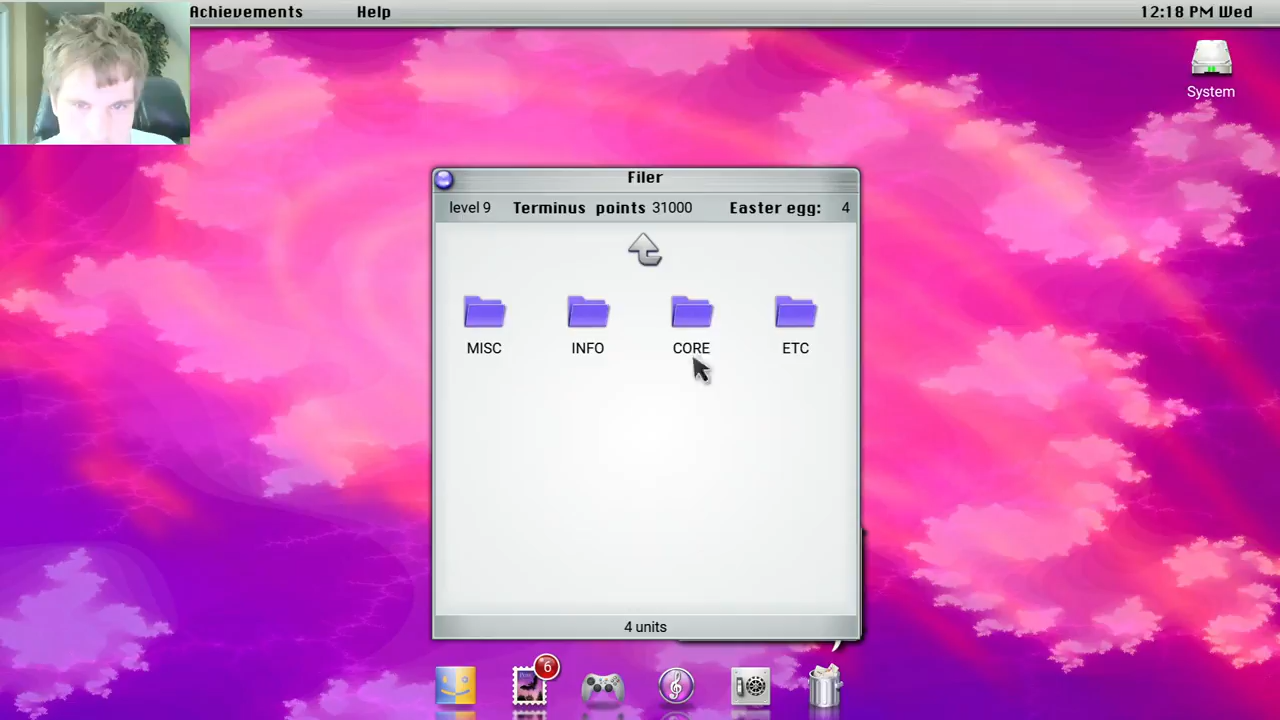 Achievements Help 12:18 PM Wed
System
Filer
level 9 Terminus points 31000 Easter egg: 4
MISC INFO CORE ETC
4 units
6